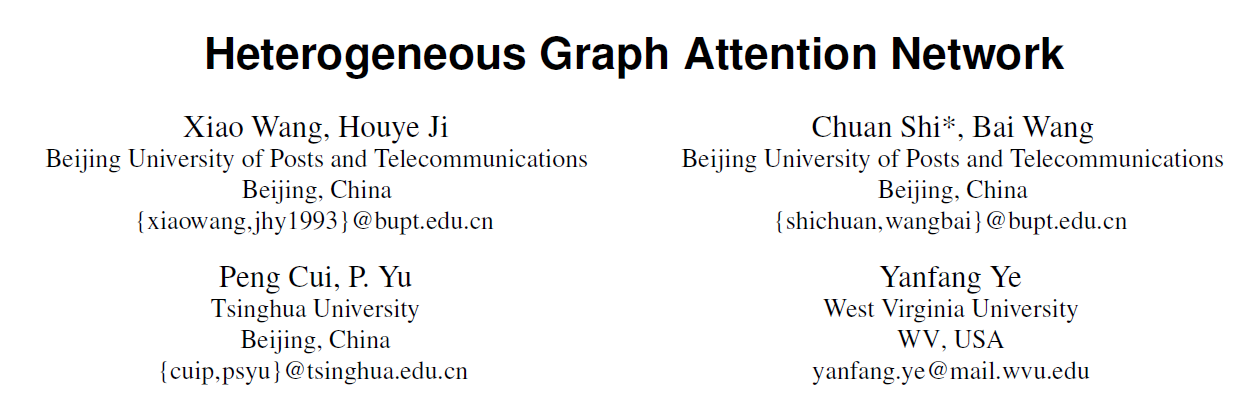 Heterogeneous Graph Attention Network
Xiao Wang, Houye Ji
Beijing University of Posts and Telecommunications
Beijing, China
{xiaowang,jhy1993}@bupt.edu.cn
Chuan Shi*, Bai Wang
Beijing University of Posts and Telecommunications
Beijing, China
{shichuan,wangbai}@bupt.edu.cn
Peng Cui, P. Yu
Tsinghua University
Beijing, China
{cuip,psyu}@tsinghua.edu.cn
Yanfang Ye
West Virginia University
WV, USA
yanfang.ye@mail.wvu.edu